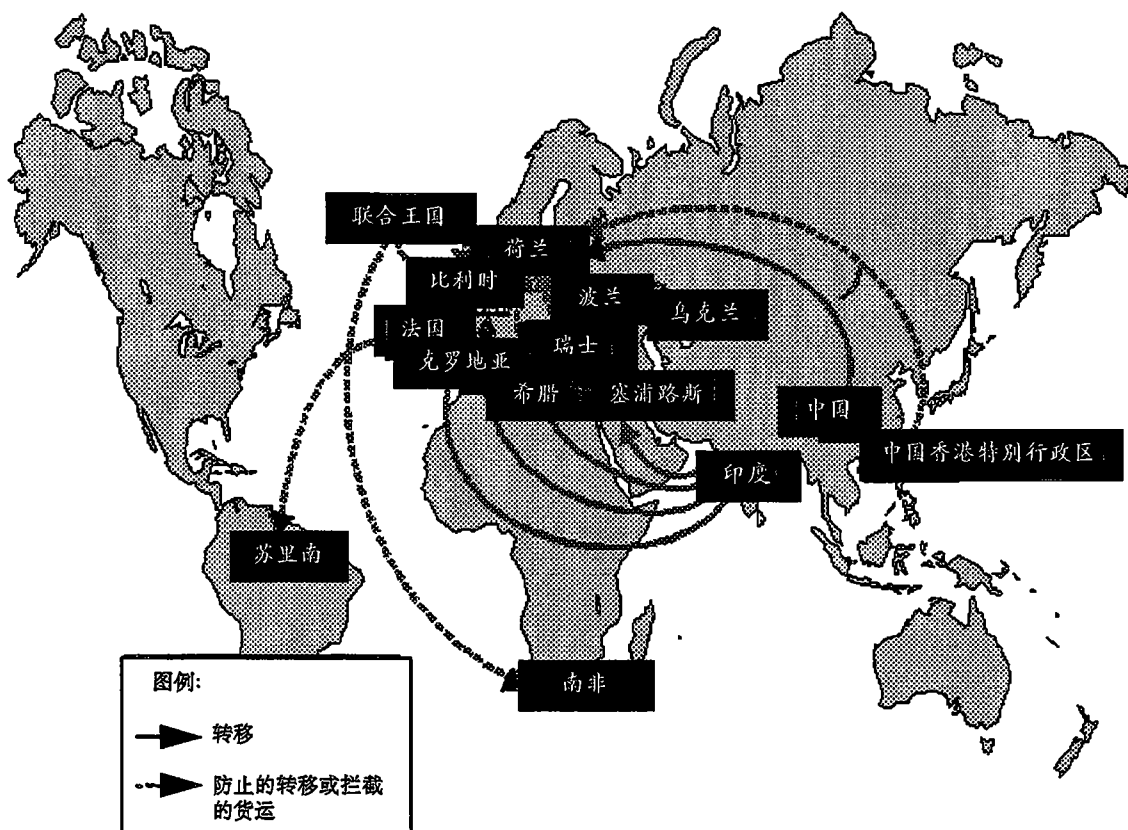 联合王国
荷兰
比利时
波兰
乌克兰
法国
瑞士
克罗地亚
希腊
塞浦路斯
中国
中国香港特别行政区
印度
苏里南
南非
图例:
转移
防止的转移或拦截
的货运